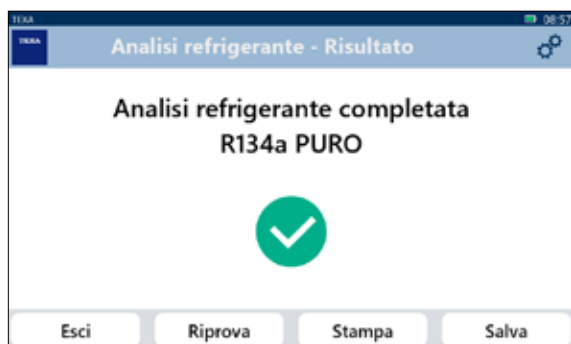 TEXA 08:57
TEXA Analisi refrigerante - Risultato
Analisi refrigerante completata
R134a PURO
Esci Riprova Stampa Salva